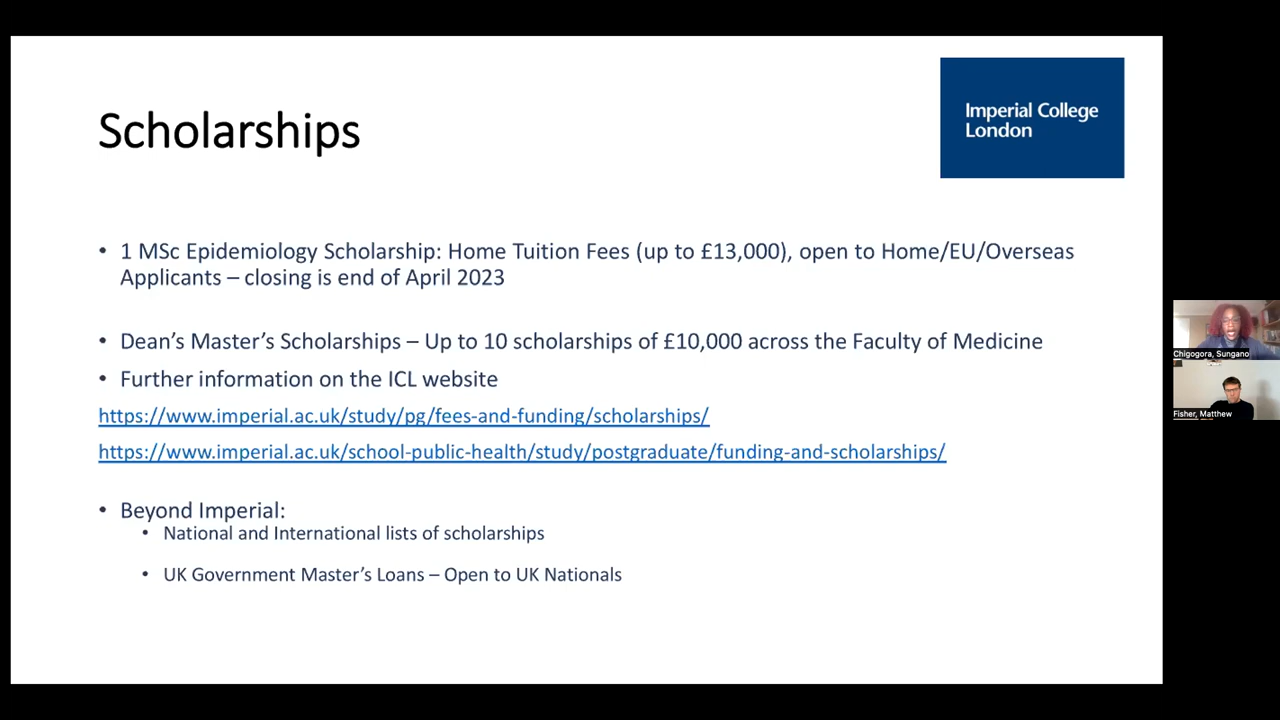 Scholarships
Imperial College
London
• 1 MSc Epidemiology Scholarship: Home Tuition Fees (up to £13,000), open to Home/EU/Overseas
Applicants – closing is end of April 2023
• Dean’s Master’s Scholarships – Up to 10 scholarships of £10,000 across the Faculty of Medicine
• Further information on the ICL website
https://www.imperial.ac.uk/study/pg/fees-and-funding/scholarships/
https://www.imperial.ac.uk/school-public-health/study/postgraduate/funding-and-scholarships/
• Beyond Imperial:
• National and International lists of scholarships
• UK Government Master’s Loans – Open to UK Nationals
Chigogora, Sungano
Fisher, Matthew